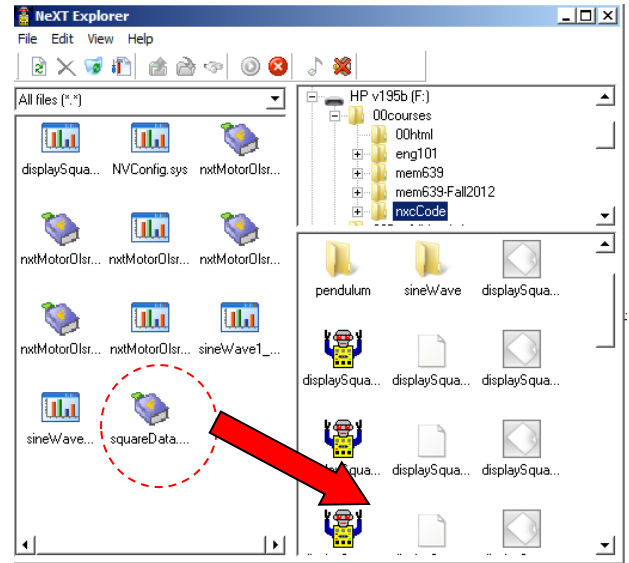 NeXT Explorer
File Edit View Help
All files (*.*)
displaySqua... NVConfig.sys nxtMotorOlsr...
nxtMotorOlsr... nxtMotorOlsr... nxtMotorOlsr...
nxtMotorOlsr... nxtMotorOlsr... sineWave1_...
sineWave... squareData....
HP v195b (F:)
00courses
00html
eng101
mem639
mem639-Fall2012
nxcCode
pendulum sineWave displaySqua...
displaySqua... displaySqua... displaySqua...
displaySqua... displaySqua...